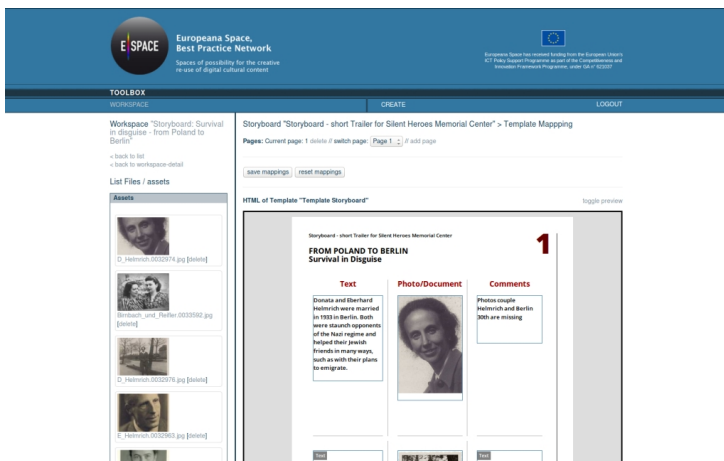 E SPACE
Europeana Space,
Best Practice
Network
Spaces of possibility for the creative
re-use of digital cultural content
Europeana Space has received funding from the European Union's
ICT Policy Support Programme as part of the Competitiveness and
Innovation Framework Programme, under GA n° 621037
TOOLBOX
WORKSPACE
CREATE
LOGOUT
Workspace "Storyboard: Survival
in disguise - from Poland to
Berlin"
< back to list
< back to workspace-detail
List Files / assets
Assets
D_Helmrich.0032974.jpg [delete]
Bimbach_und_Reifler.0033592.jpg
[delete]
D_Helmrich.0032978.jpg [delete]
E_Helmrich.0032963.jpg [delete]
Storyboard "Storyboard - short Trailer for Silent Heroes Memorial Center" > Template Mappping
Pages: Current page: 1 delete // switch page: Page 1 // add page
save mappings reset mappings
HTML of Template "Template Storyboard"
toggle preview
Storyboard - short Trailer for Silent Heroes Memorial Center
1
FROM POLAND TO BERLIN
Survival in Disguise
Text
Donata and Eberhard
Helmrich were married
in 1933 in Berlin. Both
were staunch opponents
of the Nazi regime and
helped their Jewish
friends in many ways,
such as with their plans
to emigrate.
Photo/Document
Comments
Photos couple
Helmrich and Berlin
30th are missing
Text
Text